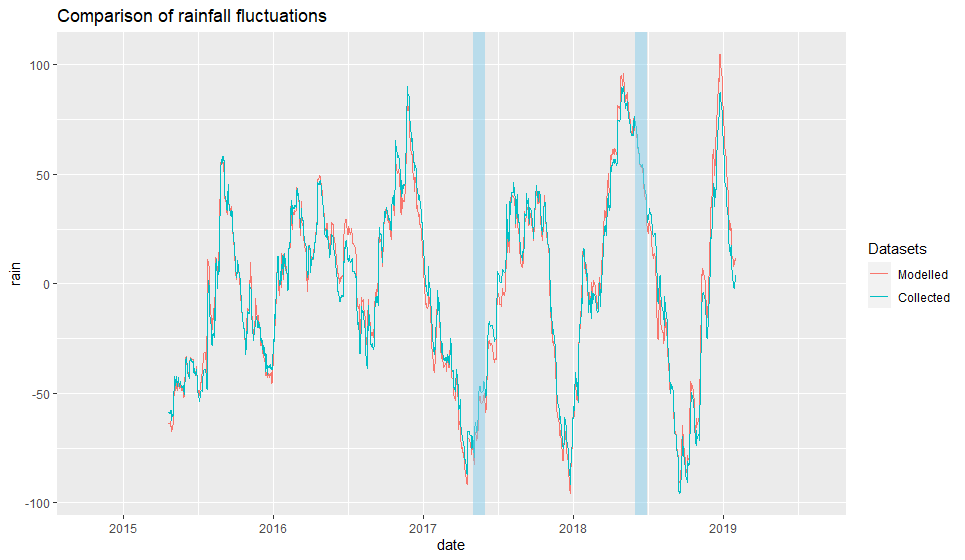 Comparison of rainfall fluctuations
100
50
0
-50
-100
rain
2015
2016
2017
2018
2019
date
Datasets
Modelled
Collected